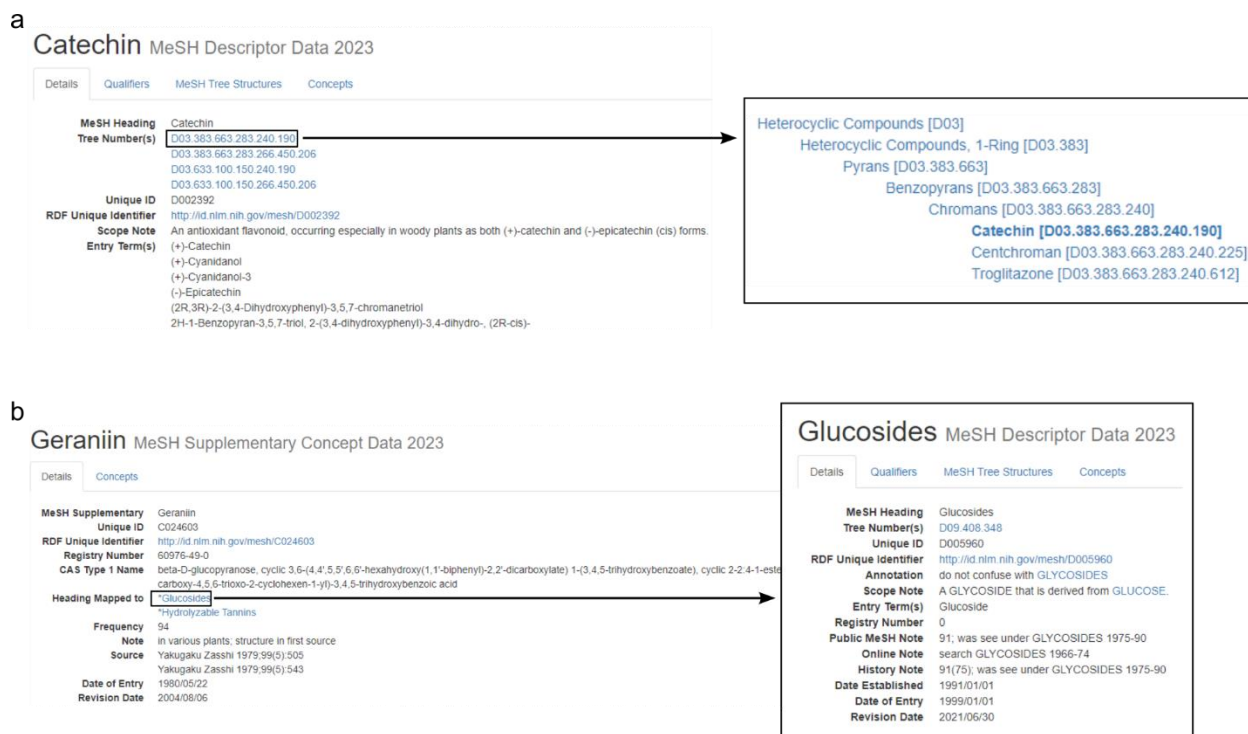 a
Catechin MeSH Descriptor Data 2023
Details Qualifiers MeSH Tree Structures Concepts
MeSH Heading Catechin
Tree Number(s) D03.383.663.283.240.190
D03.383.663.283.266.450.206
D03.633.100.150.240.190
D03.633.100.150.266.450.206
Unique ID D002392
RDF Unique Identifier http://id.nlm.nih.gov/mesh/D002392
Scope Note An antioxidant flavonoid, occurring especially in woody plants as both (+)-catechin and (-)-epicatechin (cis) forms.
Entry Term(s) (+)-Catechin
(+)-Cyanidanol
(+)-Cyanidanol-3
(-)-Epicatechin
(2R,3R)-2-(3,4-Dihydroxyphenyl)-3,5,7-chromanetriol
2H-1-Benzopyran-3,5,7-triol, 2-(3,4-dihydroxyphenyl)-3,4-dihydro-, (2R-cis)-
Heterocyclic Compounds [D03]
Heterocyclic Compounds, 1-Ring [D03.383]
Pyrans [D03.383.663]
Benzopyrans [D03.383.663.283]
Chromans [D03.383.663.283.240]
Catechin [D03.383.663.283.240.190]
Centchroman [D03.383.663.283.240.225]
Troglitazone [D03.383.663.283.240.612]
b
Geraniin MeSH Supplementary Concept Data 2023
Details Concepts
MeSH Supplementary Geraniin
Unique ID C024603
RDF Unique Identifier http://id.nlm.nih.gov/mesh/C024603
Registry Number 60976-49-0
CAS Type 1 Name beta-D-glucopyranose, cyclic 3,6-(4,4',5,5',6,6'-hexahydroxy(1,1'-biphenyl)-2,2'-dicarboxylate) 1-(3,4,5-trihydroxybenzoate), cyclic 2-2:4-1-este
carboxy-4,5,6-trioxo-2-cyclohexen-1-yl)-3,4,5-trihydroxybenzoic acid
Heading Mapped to *Glucosides
*Hydrolyzable Tannins
Frequency 94
Note in various plants; structure in first source
Source Yakugaku Zasshi 1979;99(5):505
Yakugaku Zasshi 1979;99(5):543
Date of Entry 1980/05/22
Revision Date 2004/08/06
Glucosides MeSH Descriptor Data 2023
Details Qualifiers MeSH Tree Structures Concepts
MeSH Heading Glucosides
Tree Number(s) D09.408.348
Unique ID D005960
RDF Unique Identifier http://id.nlm.nih.gov/mesh/D005960
Annotation do not confuse with GLYCOSIDES
Scope Note A GLYCOSIDE that is derived from GLUCOSE.
Entry Term(s) Glucoside
Registry Number 0
Public MeSH Note 91; was see under GLYCOSIDES 1975-90
Online Note search GLYCOSIDES 1966-74
History Note 91(75); was see under GLYCOSIDES 1975-90
Date Established 1991/01/01
Date of Entry 1999/01/01
Revision Date 2021/06/30